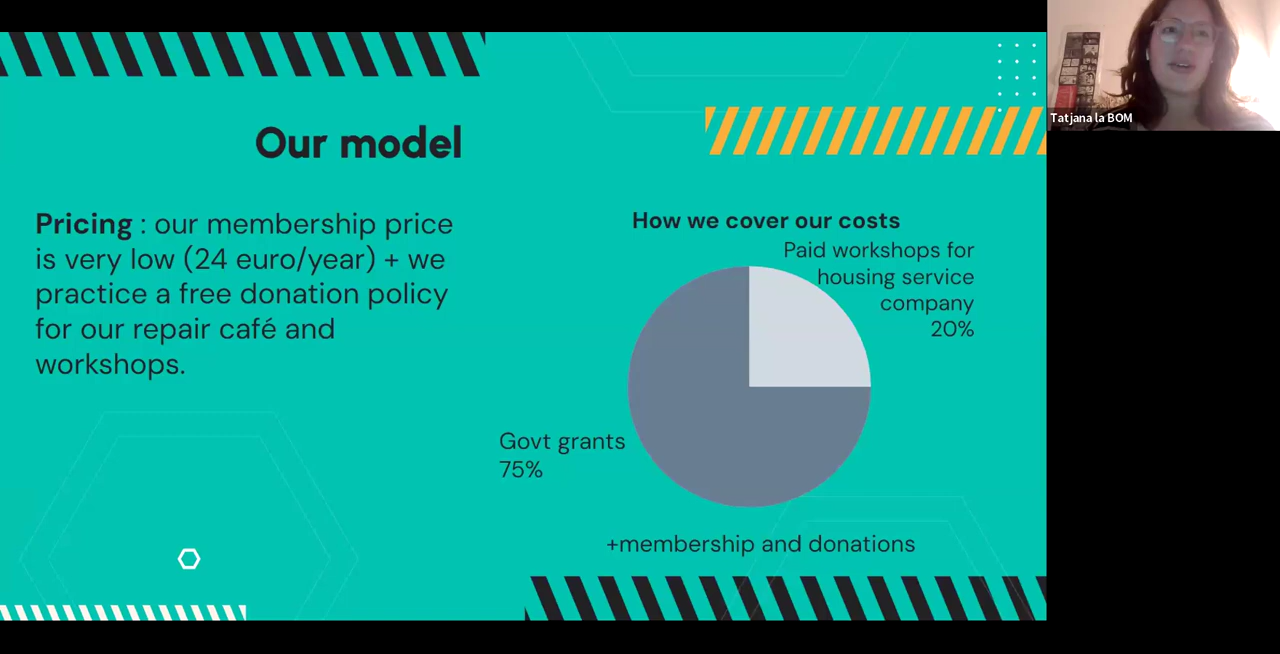 Our model
Pricing : our membership price
is very low (24 euro/year) + we
practice a free donation policy
for our repair café and
workshops.
How we cover our costs
Paid workshops for
housing service
company
20%
Govt grants
75%
+membership and donations
Tatjana la BOM